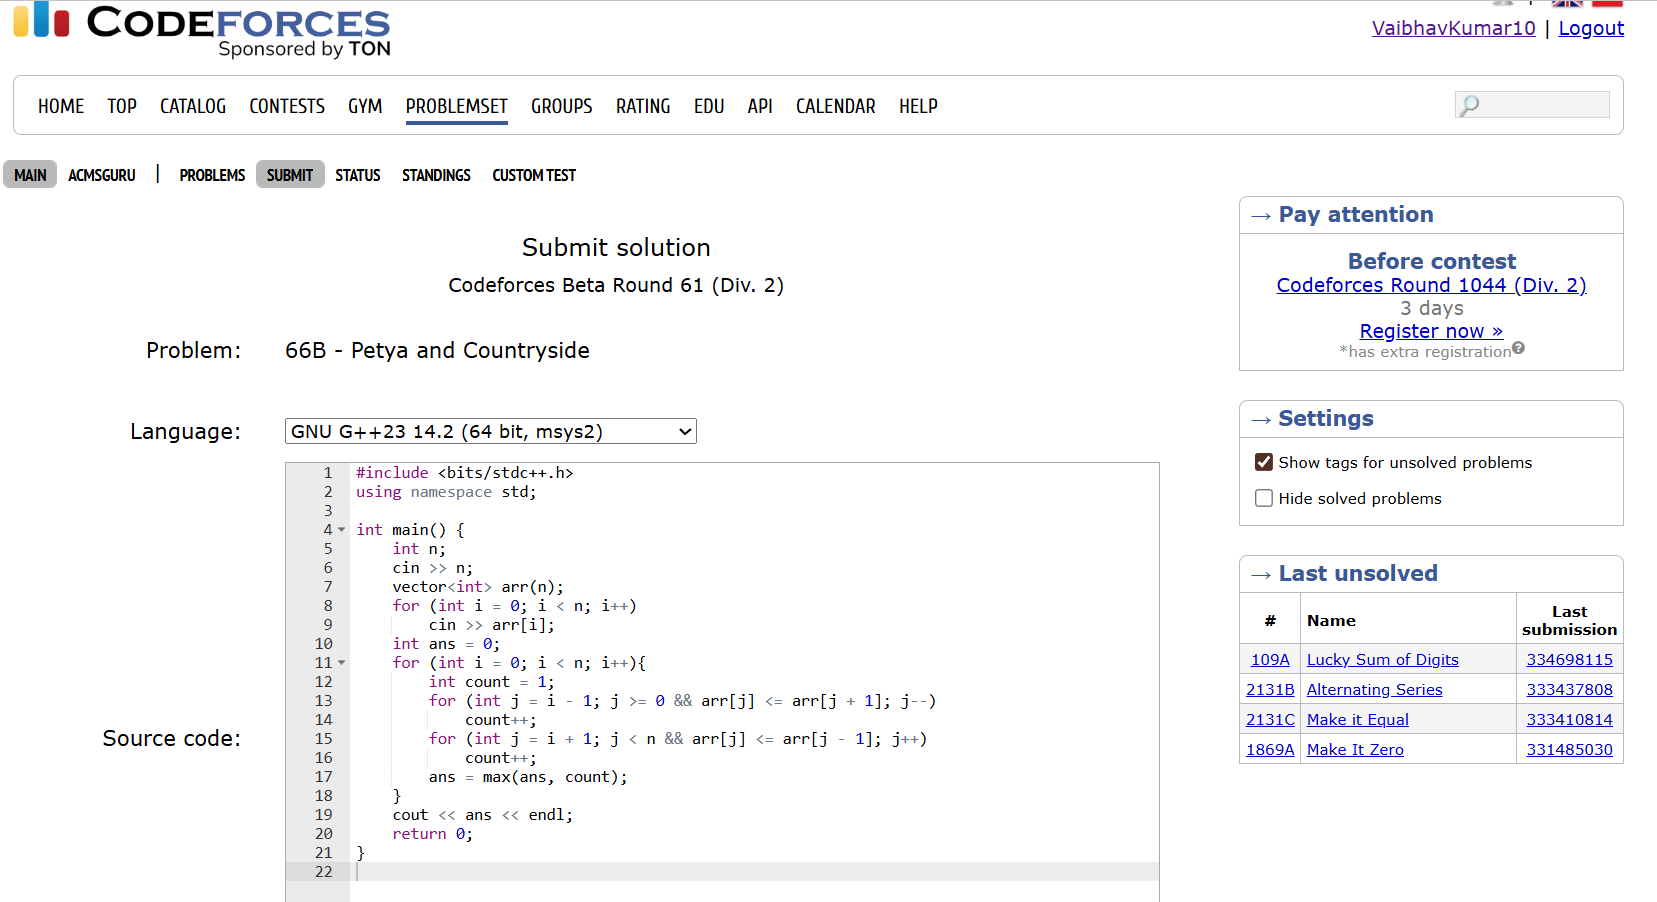 CODEFORCES
Sponsored by TON
VaibhavKumar10 | Logout
HOME TOP CATALOG CONTESTS GYM PROBLEMSET GROUPS RATING EDU API CALENDAR HELP
MAIN ACMSGURU | PROBLEMS SUBMIT STATUS STANDINGS CUSTOM TEST
Submit solution
Codeforces Beta Round 61 (Div. 2)
Problem: 66B - Petya and Countryside
Language: GNU G++23 14.2 (64 bit, msys2)
Source code:
1 #include <bits/stdc++.h>
2 using namespace std;
3
4 int main() {
5     int n;
6     cin >> n;
7     vector<int> arr(n);
8     for (int i = 0; i < n; i++)
9         cin >> arr[i];
10     int ans = 0;
11     for (int i = 0; i < n; i++){
12         int count = 1;
13         for (int j = i - 1; j >= 0 && arr[j] <= arr[j + 1]; j--)
14             count++;
15         for (int j = i + 1; j < n && arr[j] <= arr[j - 1]; j++)
16             count++;
17         ans = max(ans, count);
18     }
19     cout << ans << endl;
20     return 0;
21 }
22
→ Pay attention
Before contest
Codeforces Round 1044 (Div. 2)
3 days
Register now »
*has extra registration?
→ Settings
Show tags for unsolved problems
Hide solved problems
→ Last unsolved
# Name Last submission
109A Lucky Sum of Digits 334698115
2131B Alternating Series 333437808
2131C Make it Equal 333410814
1869A Make It Zero 331485030